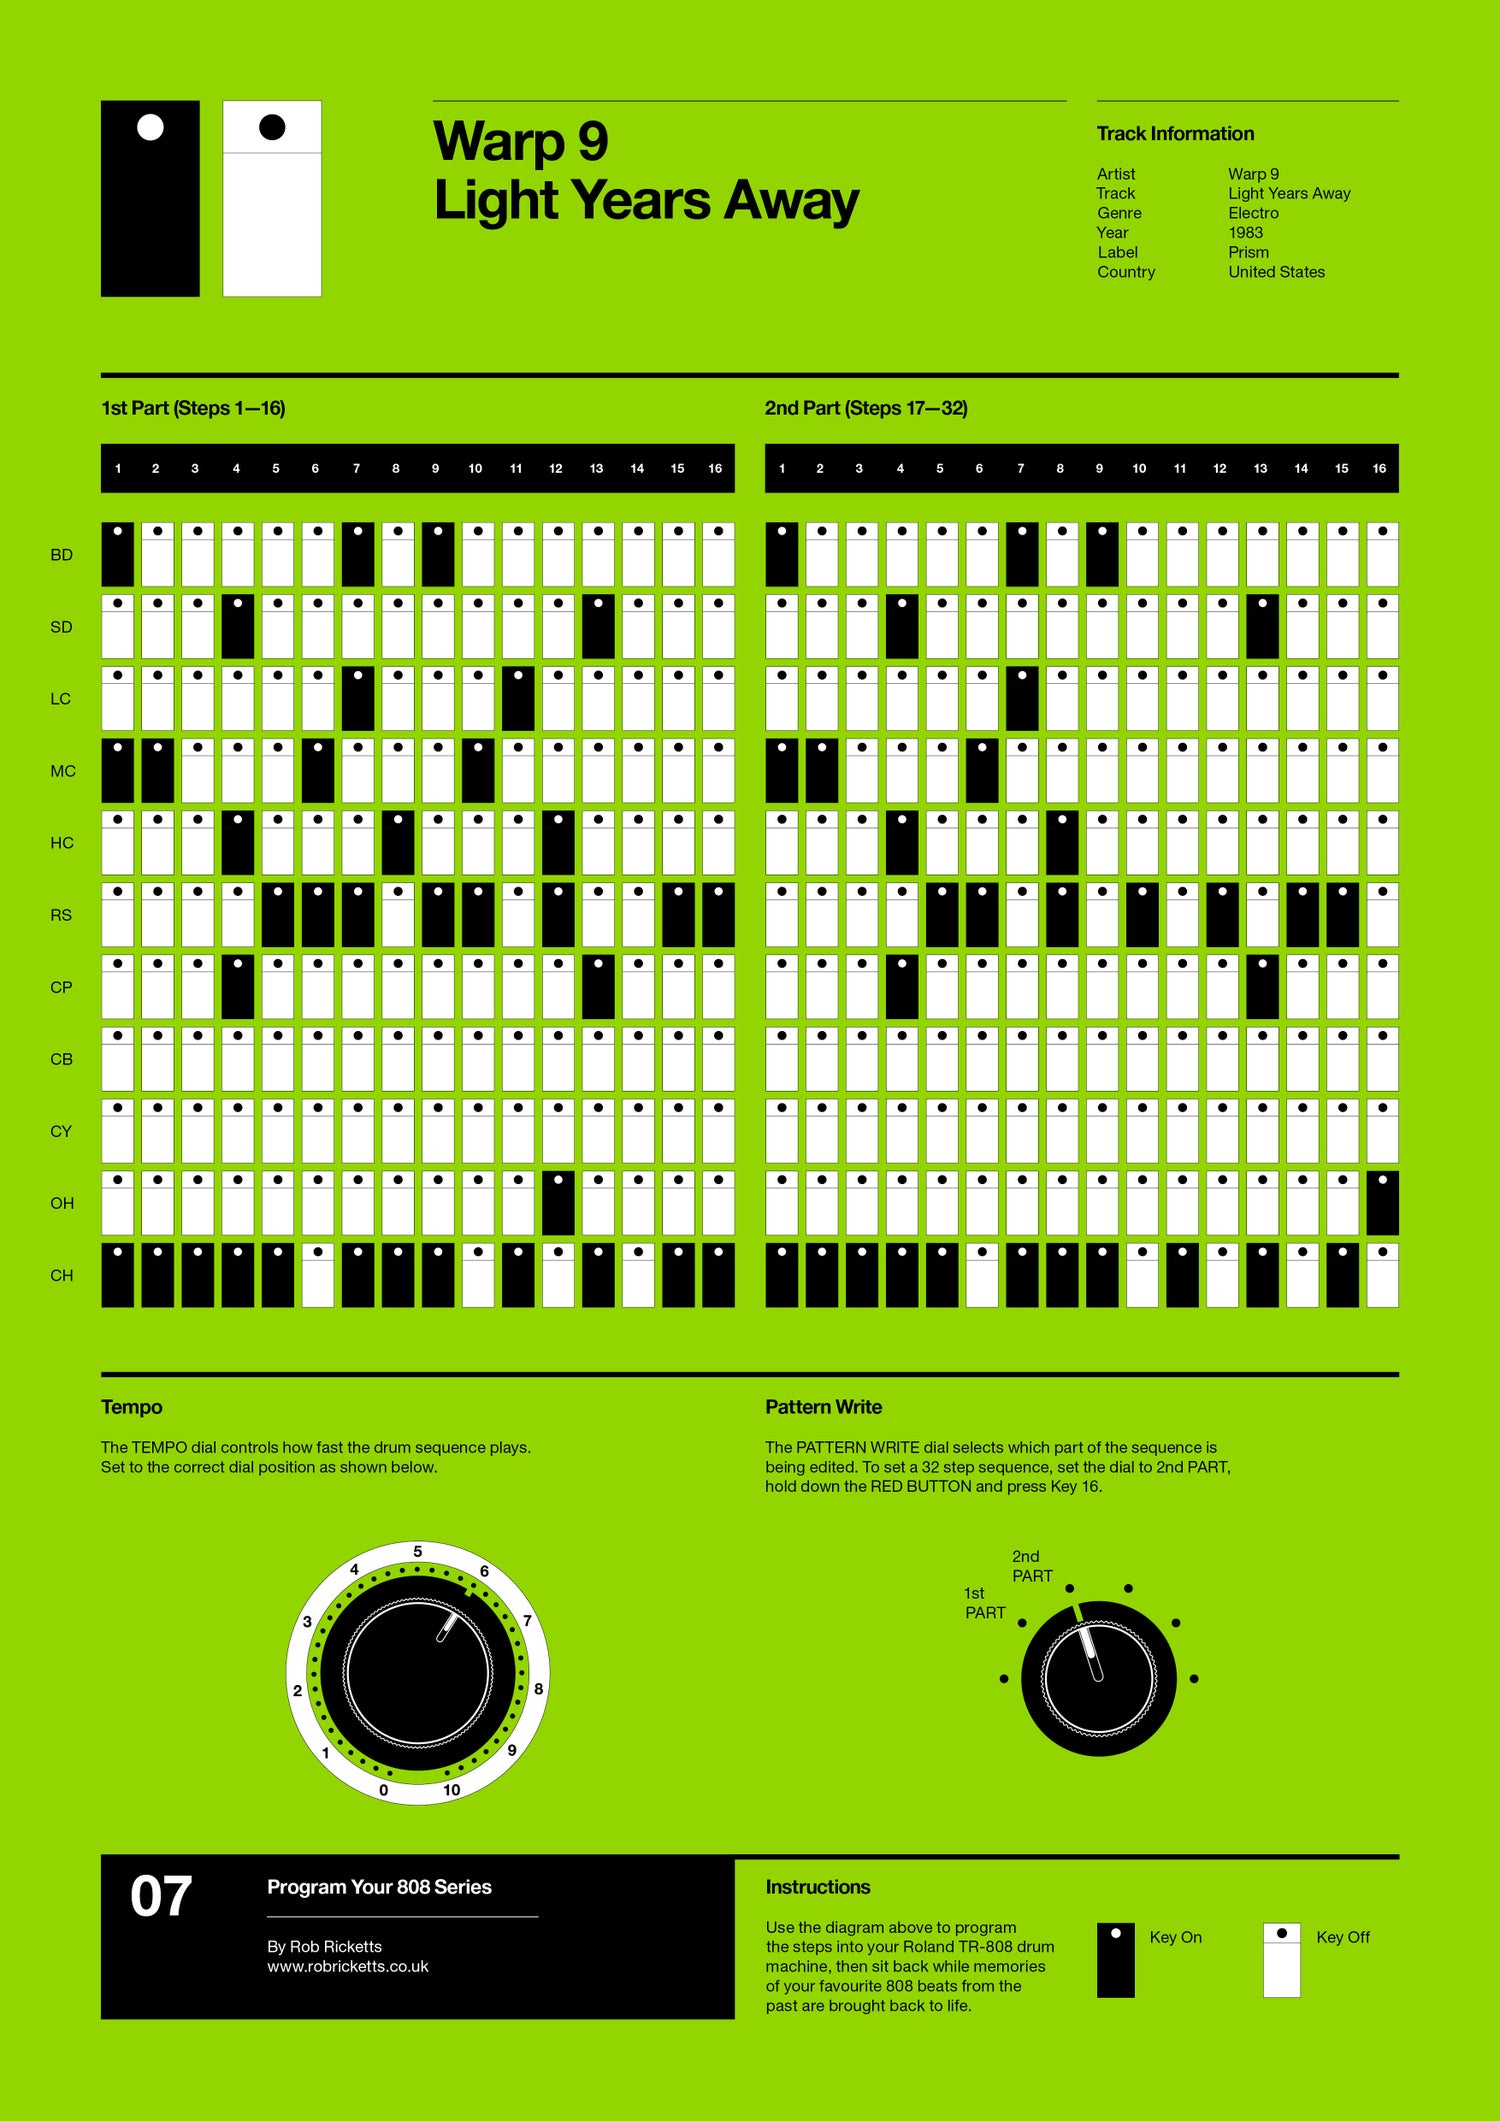 Warp 9
Light Years Away
Track Information
Artist Warp 9
Track Light Years Away
Genre Electro
Year 1983
Label Prism
Country United States
1st Part (Steps 1—16)
2nd Part (Steps 17—32)
1 2 3 4 5 6 7 8 9 10 11 12 13 14 15 16
1 2 3 4 5 6 7 8 9 10 11 12 13 14 15 16
BD
SD
LC
MC
HC
RS
CP
CB
CY
OH
CH
Tempo
The TEMPO dial controls how fast the drum sequence plays.
Set to the correct dial position as shown below.
0 1 2 3 4 5 6 7 8 9 10
Pattern Write
The PATTERN WRITE dial selects which part of the sequence is
being edited. To set a 32 step sequence, set the dial to 2nd PART,
hold down the RED BUTTON and press Key 16.
2nd
PART
1st
PART
07
Program Your 808 Series
By Rob Ricketts
www.robricketts.co.uk
Instructions
Use the diagram above to program
the steps into your Roland TR-808 drum
machine, then sit back while memories
of your favourite 808 beats from the
past are brought back to life.
Key On
Key Off